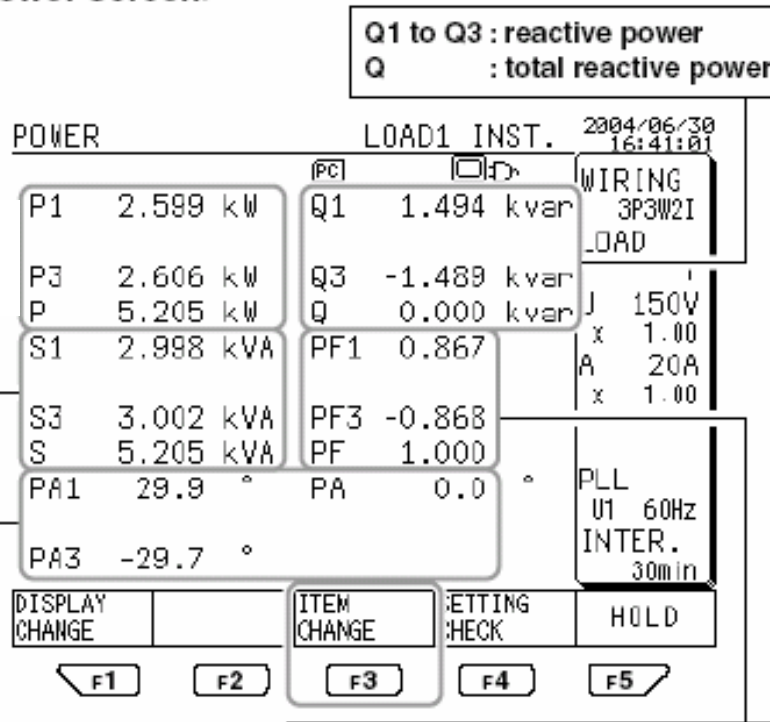 Q1 to Q3 : reactive power
Q : total reactive power
POWER LOAD1 INST. 2004/06/30
16:41:01
PC
WIRING
3P3W2I
LOAD
P1 2.599 kW Q1 1.494 kvar
P3 2.606 kW Q3 -1.489 kvar
P 5.205 kW Q 0.000 kvar
U 150V
x 1.00
A 20A
x 1.00
S1 2.998 kVA PF1 0.867
S3 3.002 kVA PF3 -0.868
S 5.205 kVA PF 1.000
PA1 29.9 ° PA 0.0 °
PA3 -29.7 °
PLL
U1 60Hz
INTER.
30min
DISPLAY
CHANGE
ITEM
CHANGE
SETTING
CHECK
HOLD
F1 F2 F3 F4 F5